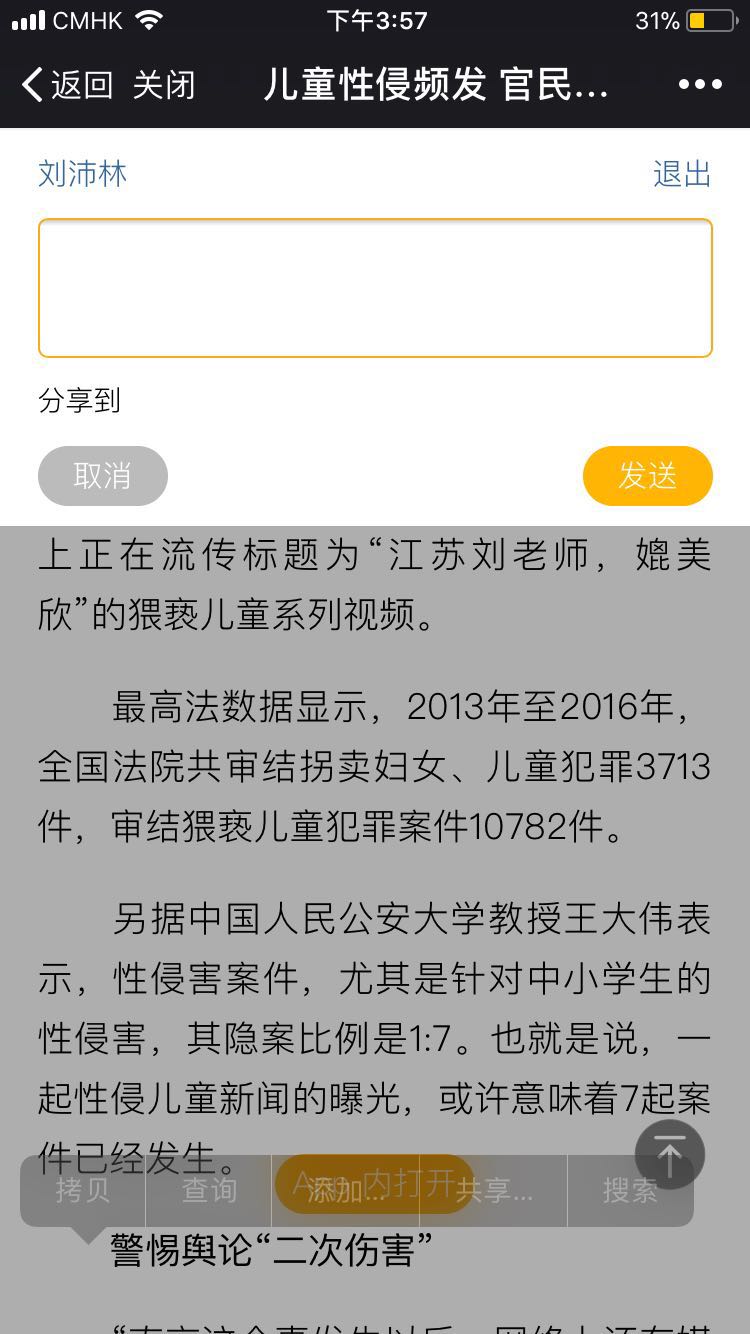 CMHK 下午3:57 31%
返回 关闭 儿童性侵频发 官民...
刘沛林 退出
分享到
取消 发送
上正在流传标题为“江苏刘老师，媲美
欣”的猥亵儿童系列视频。
最高法数据显示，2013年至2016年，
全国法院共审结拐卖妇女、儿童犯罪3713
件，审结猥亵儿童犯罪案件10782件。
另据中国人民公安大学教授王大伟表
示，性侵害案件，尤其是针对中小学生的
性侵害，其隐案比例是1:7。也就是说，一
起性侵儿童新闻的曝光，或许意味着7起案
件已经发生。
拷贝 查询 添加... 共享... 搜索
App 内打开
警惕舆论“二次伤害”